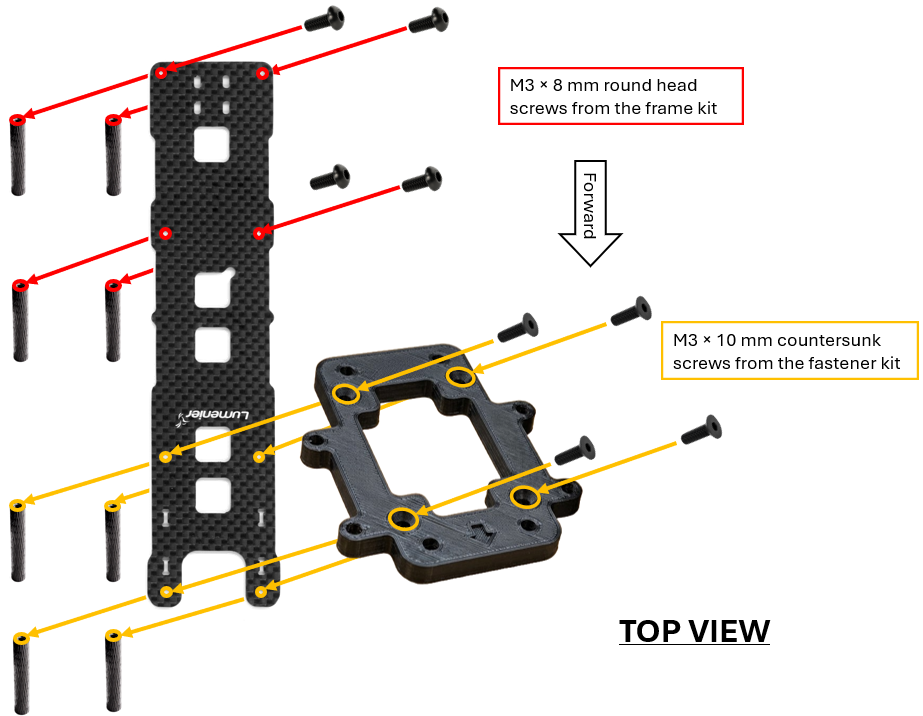 M3 × 8 mm round head
screws from the frame kit
Forward
M3 × 10 mm countersunk
screws from the fastener kit
Lumenier
TOP VIEW